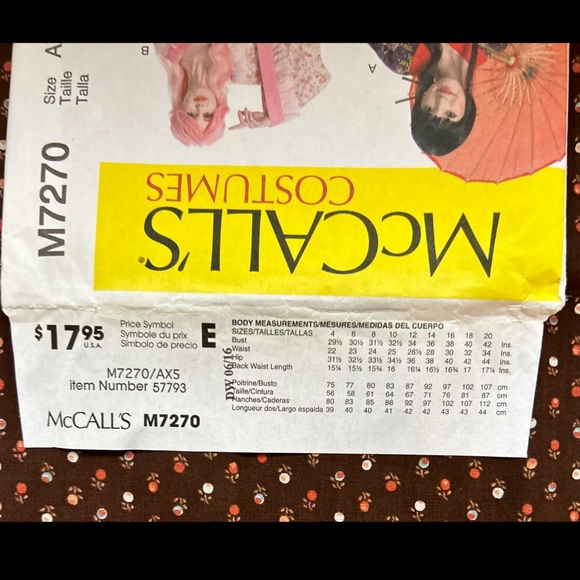 M7270
Size A
Taille
Talla
B
A
McCALL'S®
COSTUMES
$17.95 U.S.A.
Price Symbol
Symbole du prix
Símbolo de precio
E
M7270/AX5
Item Number 57793
McCALL'S M7270
DW 06/16
BODY MEASUREMENTS/MESURES/MEDIDAS DEL CUERPO
SIZES/TAILLES/TALLAS 4 6 8 10 12 14 16 18 20
Bust 29½ 30½ 31½ 32½ 34 36 38 40 42 Ins.
Waist 22 23 24 25 26½ 28 30 32 34 Ins.
Hip 31½ 32½ 33½ 34½ 36 38 40 42 44 Ins.
Back Waist Length 15¼ 15½ 15¾ 16 16¼ 16½ 16¾ 17 17¼ Ins.
Poitrine/Busto 75 77 80 83 87 92 97 102 107 cm
Taille/Cintura 56 58 61 64 67 71 76 81 87 cm
Hanches/Caderas 80 83 85 88 92 97 102 107 112 cm
Longueur dos/Largo espalda 39 40 40 41 42 42 43 43 44 cm